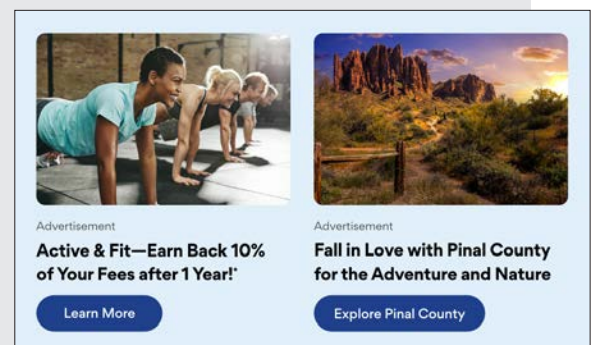 Advertisement
Active & Fit—Earn Back 10%
of Your Fees after 1 Year!*
Learn More
Advertisement
Fall in Love with Pinal County
for the Adventure and Nature
Explore Pinal County